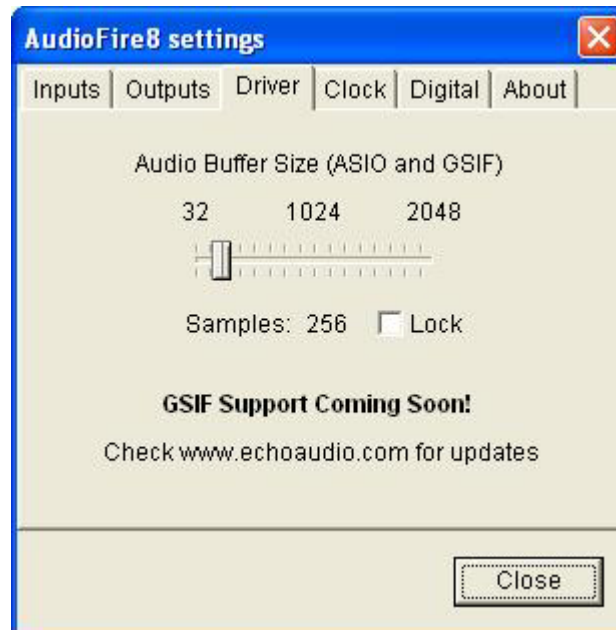 AudioFire8 settings
Inputs Outputs Driver Clock Digital About
Audio Buffer Size (ASIO and GSIF)
32 1024 2048
Samples: 256 Lock
GSIF Support Coming Soon!
Check www.echoaudio.com for updates
Close